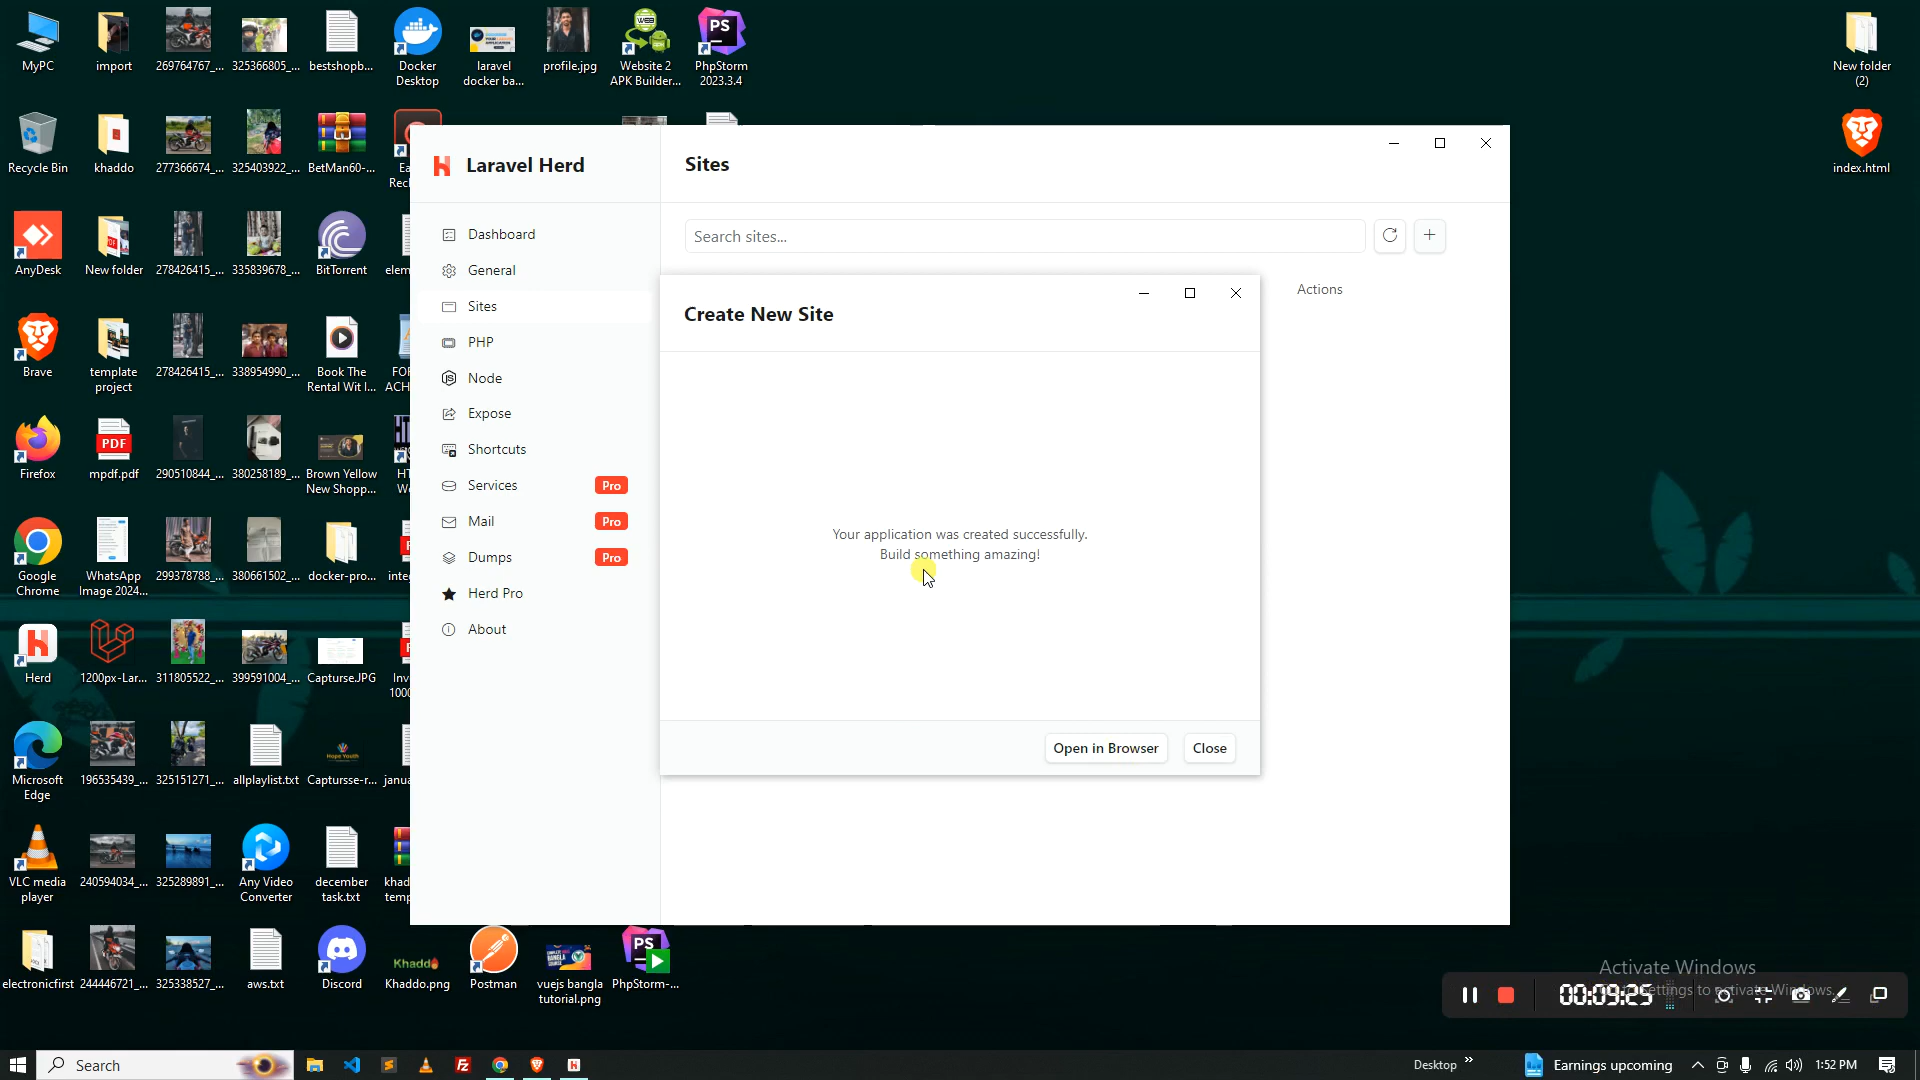 MyPC
import
269764767_...
325366805_...
bestshopb...
Docker
Desktop
laravel
docker ba...
profile.jpg
Website 2
APK Builder...
PhpStorm
2023.3.4
New folder
(2)
Recycle Bin
khaddo
277366674_...
325403922_...
BetMan60-...
index.html
AnyDesk
New folder
278426415_...
335839678_...
BitTorrent
Brave
template
project
278426415_...
338954990_...
Book The
Rental Wit I...
Firefox
PDF
mpdf.pdf
290510844_...
380258189_...
Brown Yellow
New Shopp...
Google
Chrome
WhatsApp
Image 2024...
299378788_...
380661502_...
docker-pro...
Herd
1200px-Lar...
311805522_...
399591004_...
Capturse.JPG
Microsoft
Edge
196535439_...
325151271_...
allplaylist.txt
Captursse-r...
VLC media
player
240594034_...
325289891_...
Any Video
Converter
december
task.txt
electronicfirst
244446721_...
325338527_...
aws.txt
Discord
Khaddo
Khaddo.png
Postman
vuejs bangla
tutorial.png
PhpStorm-...
Laravel Herd
Dashboard
General
Sites
PHP
Node
Expose
Shortcuts
Services
Pro
Mail
Pro
Dumps
Pro
Herd Pro
About
Sites
Search sites...
Actions
Create New Site
Your application was created successfully.
Build something amazing!
Open in Browser
Close
Activate Windows
00:09:25
Search
Desktop
Earnings upcoming
1:52 PM